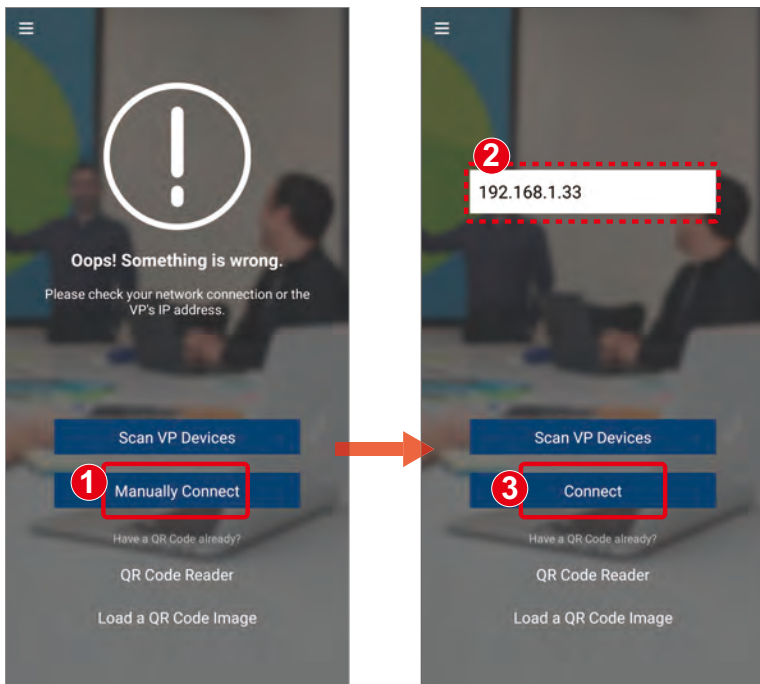 Oops! Something is wrong.
Please check your network connection or the
VP's IP address.
Scan VP Devices
1
Manually Connect
Have a QR Code already?
QR Code Reader
Load a QR Code Image
2
192.168.1.33
Scan VP Devices
3
Connect
Have a QR Code already?
QR Code Reader
Load a QR Code Image